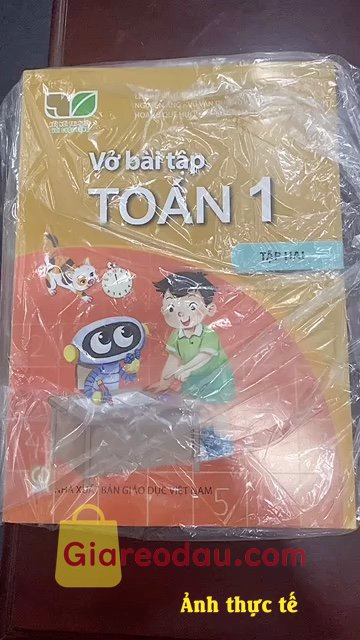 Vở bài tập
TOÁN 1
TẬP HAI
NHÀ XUẤT BẢN GIÁO DỤC VIỆT NAM
5
Giareodau.com
Ảnh thực tế